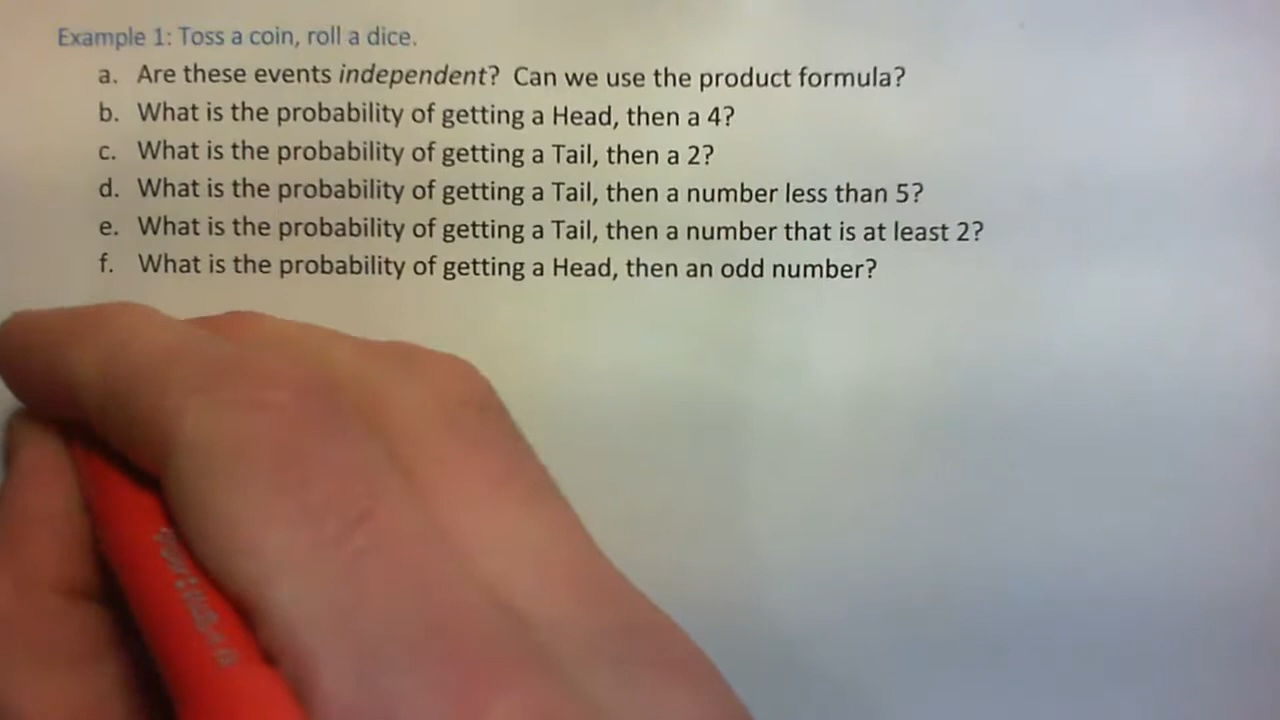 Example 1: Toss a coin, roll a dice.
a. Are these events independent? Can we use the product formula?
b. What is the probability of getting a Head, then a 4?
c. What is the probability of getting a Tail, then a 2?
d. What is the probability of getting a Tail, then a number less than 5?
e. What is the probability of getting a Tail, then a number that is at least 2?
f. What is the probability of getting a Head, then an odd number?